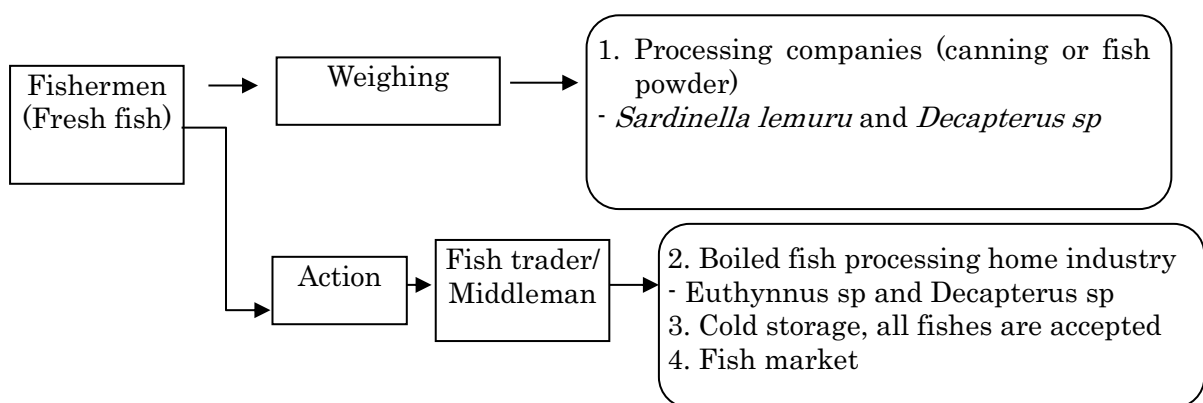 Fishermen
(Fresh fish)
Weighing
1. Processing companies (canning or fish
powder)
- Sardinella lemuru and Decapterus sp
Action
Fish trader/
Middleman
2. Boiled fish processing home industry
- Euthynnus sp and Decapterus sp
3. Cold storage, all fishes are accepted
4. Fish market